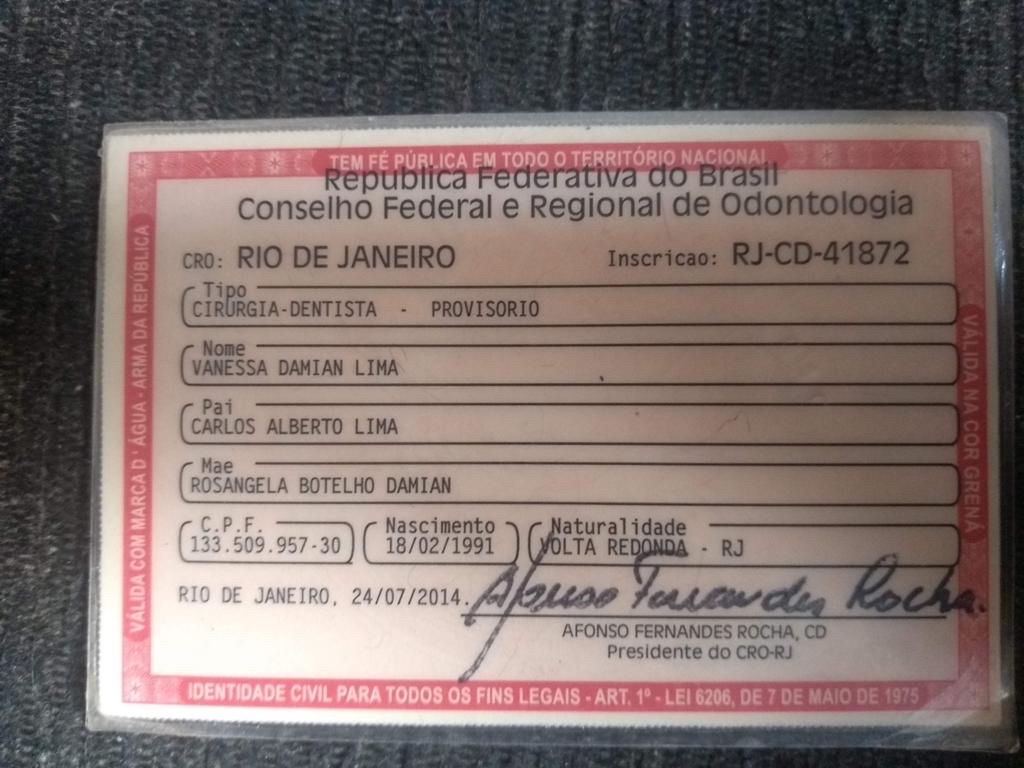 TEM FÉ PÚBLICA EM TODO O TERRITÓRIO NACIONAL
Republica Federativa do Brasil
Conselho Federal e Regional de Odontologia
CRO: RIO DE JANEIRO Inscricao: RJ-CD-41872
Tipo
CIRURGIA-DENTISTA - PROVISORIO
Nome
VANESSA DAMIAN LIMA
Pai
CARLOS ALBERTO LIMA
Mae
ROSANGELA BOTELHO DAMIAN
C.P.F. Nascimento Naturalidade
133.509.957-30 18/02/1991 VOLTA REDONDA - RJ
RIO DE JANEIRO, 24/07/2014. Afonso Fernandes Rocha.
AFONSO FERNANDES ROCHA, CD
Presidente do CRO-RJ
IDENTIDADE CIVIL PARA TODOS OS FINS LEGAIS - ART. 1º - LEI 6206, DE 7 DE MAIO DE 1975
VÁLIDA COM MARCA D'ÁGUA - ARMA DA REPÚBLICA
VÁLIDA NA COR GRENÁ